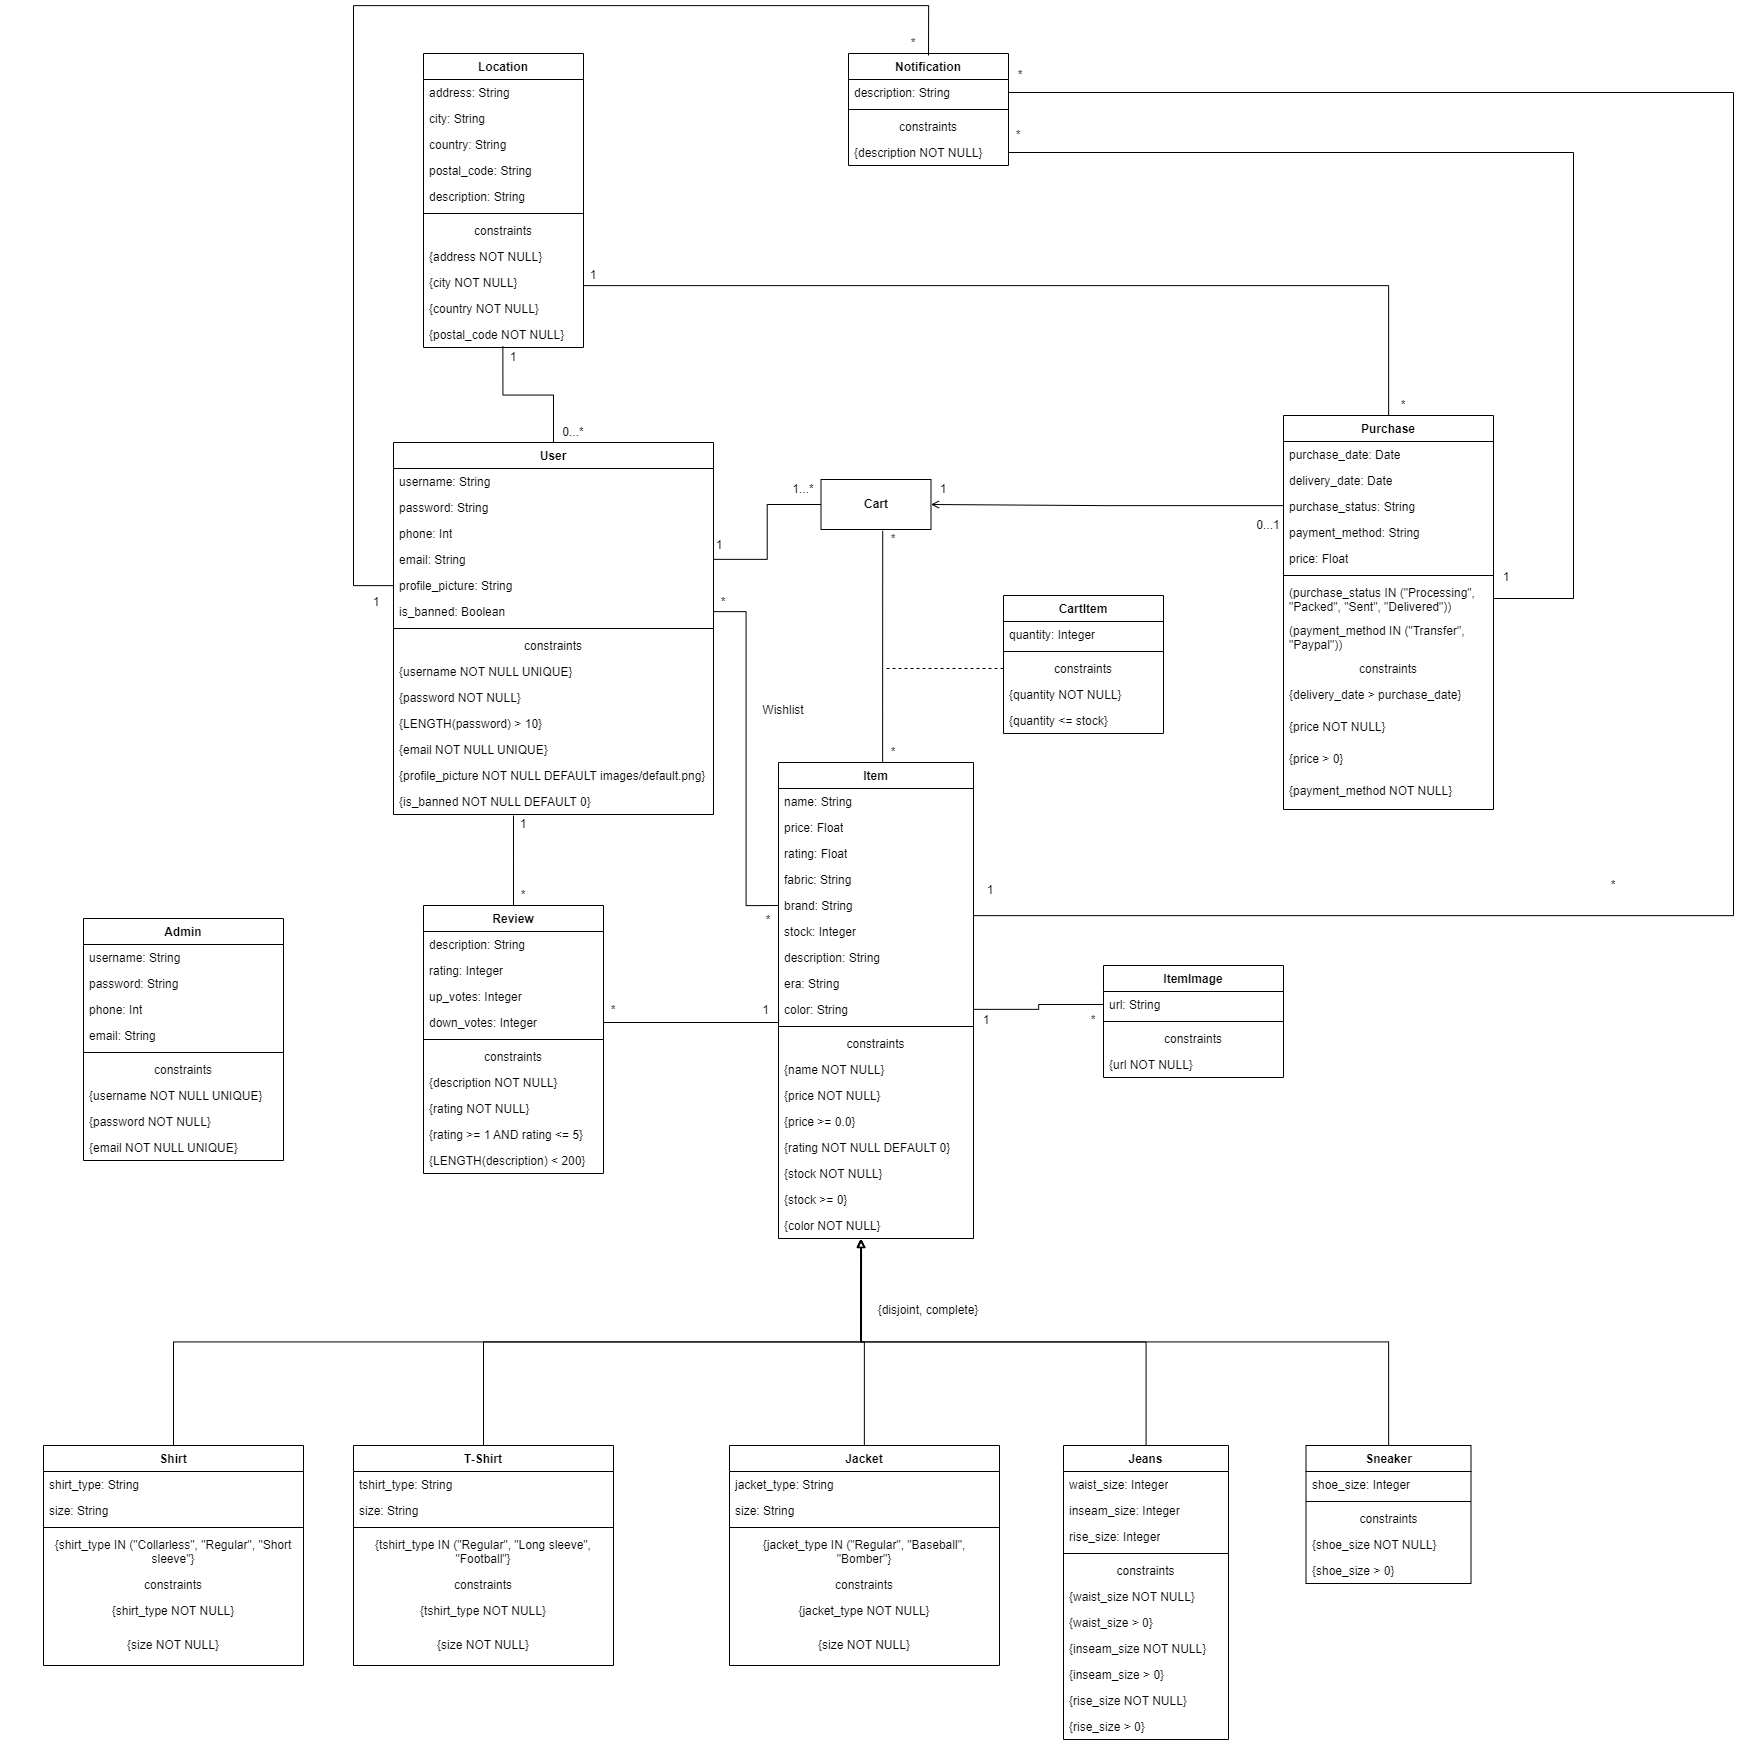 *
Location
address: String
city: String
country: String
postal_code: String
description: String
constraints
{address NOT NULL}
{city NOT NULL}
{country NOT NULL}
{postal_code NOT NULL}
Notification
description: String
constraints
{description NOT NULL}
*
*
1
1
0...*
*
User
username: String
password: String
phone: Int
email: String
profile_picture: String
is_banned: Boolean
constraints
{username NOT NULL UNIQUE}
{password NOT NULL}
{LENGTH(password) > 10}
{email NOT NULL UNIQUE}
{profile_picture NOT NULL DEFAULT images/default.png}
{is_banned NOT NULL DEFAULT 0}
1
1
*
1...*
Cart
1
0...1
*
Purchase
purchase_date: Date
delivery_date: Date
purchase_status: String
payment_method: String
price: Float
(purchase_status IN ("Processing",
"Packed", "Sent", "Delivered"))
(payment_method IN ("Transfer",
"Paypal"))
constraints
{delivery_date > purchase_date}
{price NOT NULL}
{price > 0}
{payment_method NOT NULL}
1
CartItem
quantity: Integer
constraints
{quantity NOT NULL}
{quantity <= stock}
Wishlist
*
1
*
*
Item
name: String
price: Float
rating: Float
fabric: String
brand: String
stock: Integer
description: String
era: String
color: String
constraints
{name NOT NULL}
{price NOT NULL}
{price >= 0.0}
{rating NOT NULL DEFAULT 0}
{stock NOT NULL}
{stock >= 0}
{color NOT NULL}
1
*
Admin
username: String
password: String
phone: Int
email: String
constraints
{username NOT NULL UNIQUE}
{password NOT NULL}
{email NOT NULL UNIQUE}
Review
description: String
rating: Integer
up_votes: Integer
down_votes: Integer
constraints
{description NOT NULL}
{rating NOT NULL}
{rating >= 1 AND rating <= 5}
{LENGTH(description) < 200}
*
1
1
*
ItemImage
url: String
constraints
{url NOT NULL}
{disjoint, complete}
Shirt
shirt_type: String
size: String
{shirt_type IN ("Collarless", "Regular", "Short
sleeve"}
constraints
{shirt_type NOT NULL}
{size NOT NULL}
T-Shirt
tshirt_type: String
size: String
{tshirt_type IN ("Regular", "Long sleeve",
"Football"}
constraints
{tshirt_type NOT NULL}
{size NOT NULL}
Jacket
jacket_type: String
size: String
{jacket_type IN ("Regular", "Baseball",
"Bomber"}
constraints
{jacket_type NOT NULL}
{size NOT NULL}
Jeans
waist_size: Integer
inseam_size: Integer
rise_size: Integer
constraints
{waist_size NOT NULL}
{waist_size > 0}
{inseam_size NOT NULL}
{inseam_size > 0}
{rise_size NOT NULL}
{rise_size > 0}
Sneaker
shoe_size: Integer
constraints
{shoe_size NOT NULL}
{shoe_size > 0}